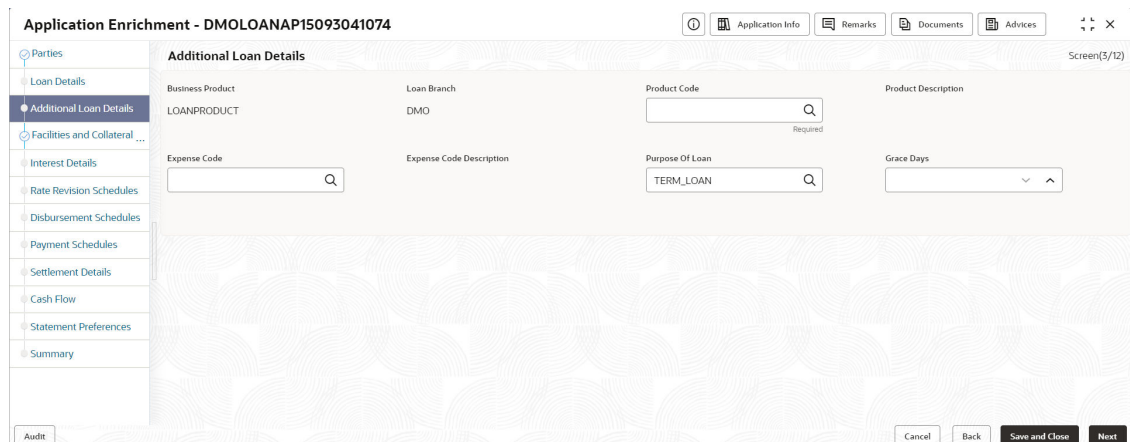 Application Enrichment - DMOLOANAP15093041074
Application Info
Remarks
Documents
Advices
Parties
Loan Details
Additional Loan Details
Facilities and Collateral ...
Interest Details
Rate Revision Schedules
Disbursement Schedules
Payment Schedules
Settlement Details
Cash Flow
Statement Preferences
Summary
Additional Loan Details
Screen(3/12)
Business Product
Loan Branch
Product Code
Product Description
LOANPRODUCT
DMO
Required
Expense Code
Expense Code Description
Purpose Of Loan
Grace Days
TERM_LOAN
Audit
Cancel
Back
Save and Close
Next